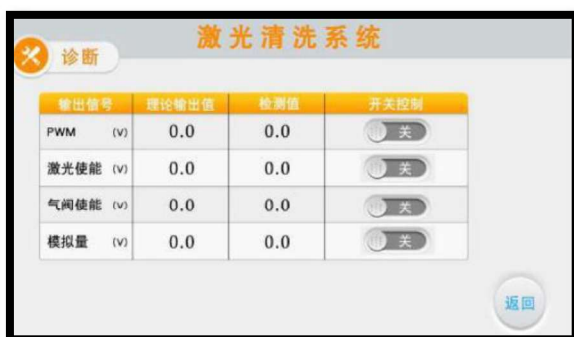 激光清洗系统
诊断
输出信号 理论输出值 检测值 开关控制
PWM (V) 0.0 0.0 关
激光使能 (V) 0.0 0.0 关
气阀使能 (V) 0.0 0.0 关
模拟量 (V) 0.0 0.0 关
返回